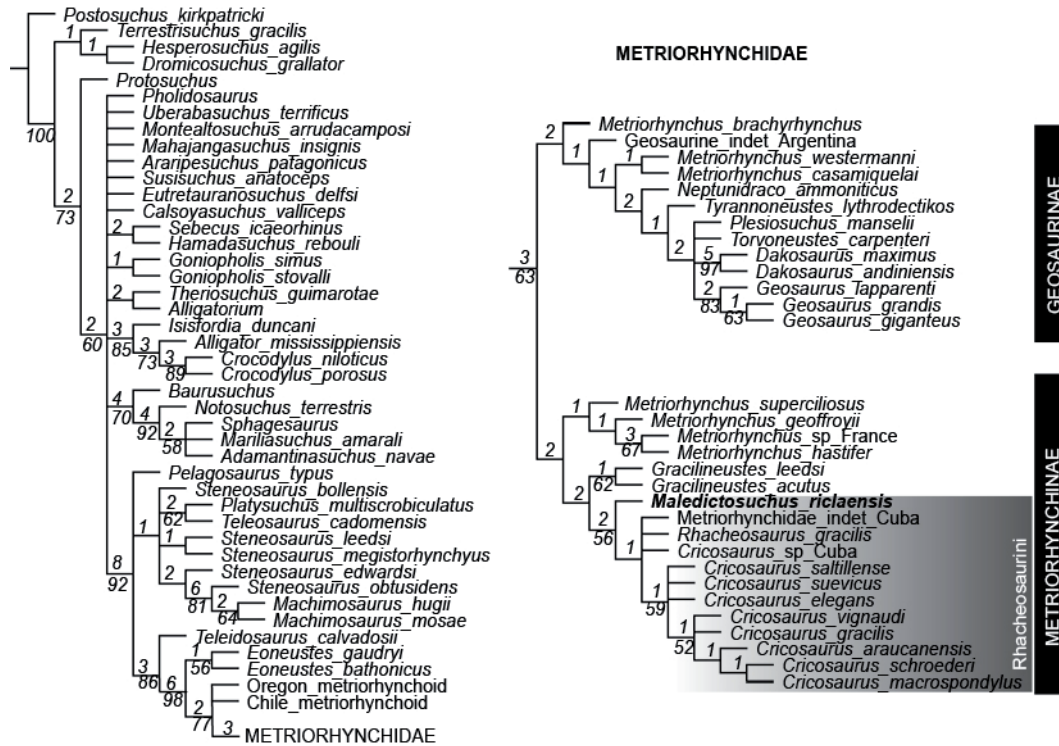 Postosuchus_kirkpatricki
1
Terrestrisuchus_gracilis
1
Hesperosuchus_agilis
Dromicosuchus_grallator
Protosuchus
Pholidosaurus
Uberabasuchus_terrificus
100
Montealtosuchus_arrudacamposi
Mahajangasuchus_insignis
Araripesuchus_patagonicus
Susisuchus_anatoceps
2
Eutretauranosuchus_delfsi
73
Calsoyasuchus_valliceps
2
Sebecus_icaeorhinus
Hamadasuchus_rebouli
1
Goniopholis_simus
Goniopholis_stovalli
2
Theriosuchus_guimarotae
Alligatorium
2
60
3
85
Isisfordia_duncani
3
73
Alligator_mississippiensis
3
89
Crocodylus_niloticus
Crocodylus_porosus
4
70
Baurusuchus
4
92
Notosuchus_terrestris
2
58
Sphagesaurus
Mariliasuchus_amarali
Adamantinasuchus_navae
Pelagosaurus_typus
Steneosaurus_bollensis
1
2
62
Platysuchus_multiscrobiculatus
Teleosaurus_cadomensis
1
Steneosaurus_leedsi
Steneosaurus_megistorhynchyus
8
92
2
Steneosaurus_edwardsi
6
81
Steneosaurus_obtusidens
2
64
Machimosaurus_hugii
Machimosaurus_mosae
Teleidosaurus_calvadosii
3
86
1
56
Eoneustes_gaudryi
Eoneustes_bathonicus
6
98
Oregon_metriorhynchoid
Chile_metriorhynchoid
2
77
3
METRIORHYNCHIDAE
METRIORHYNCHIDAE
2
Metriorhynchus_brachyrhynchus
1
Geosaurine_indet_Argentina
1
1
Metriorhynchus_westermanni
Metriorhynchus_casamiquelai
2
Neptunidraco_ammoniticus
1
Tyrannoneustes_lythrodectikos
2
Plesiosuchus_manselii
Torvoneustes_carpenteri
5
97
Dakosaurus_maximus
Dakosaurus_andiniensis
3
63
2
83
Geosaurus_Tapparenti
1
63
Geosaurus_grandis
Geosaurus_giganteus
GEOSAURINAE
1
Metriorhynchus_superciliosus
1
Metriorhynchus_geoffroyii
3
67
Metriorhynchus_sp_France
Metriorhynchus_hastifer
2
1
62
Gracilineustes_leedsi
Gracilineustes_acutus
2
Maledictosuchus_riclaensis
2
56
Metriorhynchidae_indet_Cuba
Rhacheosaurus_gracilis
1
Cricosaurus_sp_Cuba
Cricosaurus_saltillense
1
59
Cricosaurus_suevicus
Cricosaurus_elegans
Cricosaurus_vignaudi
1
52
Cricosaurus_gracilis
1
Cricosaurus_araucanensis
1
Cricosaurus_schroederi
Cricosaurus_macrospondylus
Rhacheosaurini
METRIORHYNCHINAE